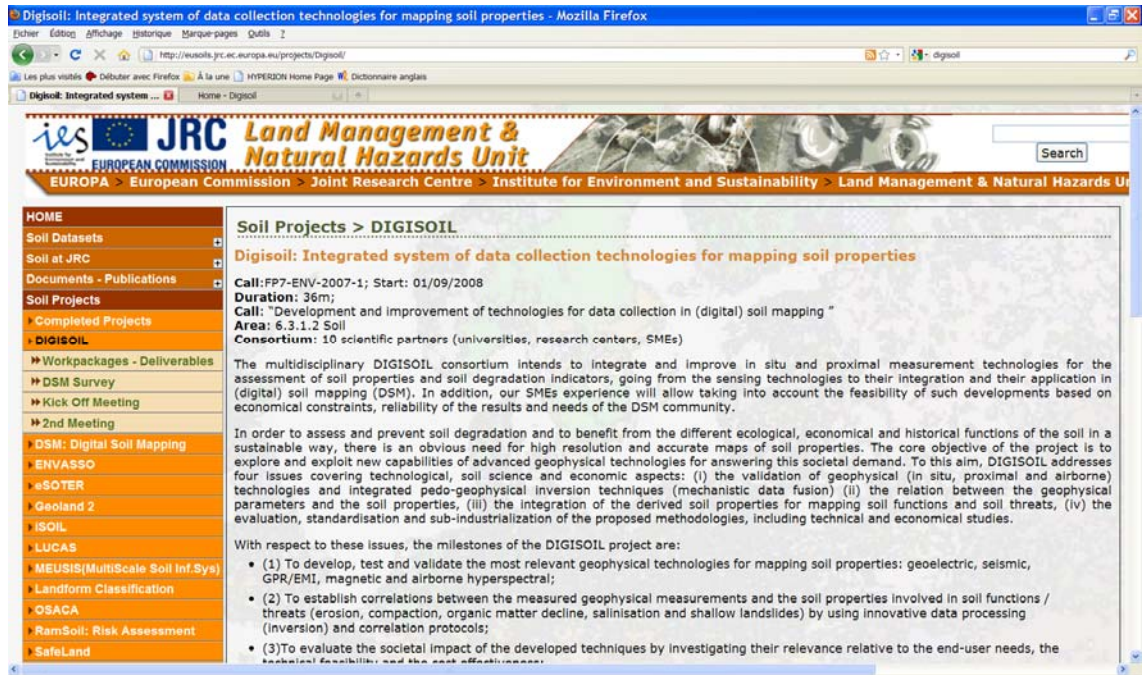 Digisoil: Integrated system of data collection technologies for mapping soil properties - Mozilla Firefox
Fichier Édition Affichage Historique Marque-pages Outils ?
http://eusoils.jrc.ec.europa.eu/projects/Digisoil/
digisoil
Les plus visités Débuter avec Firefox À la une HYPERION Home Page Dictionnaire anglais
Digisoil: Integrated system ... Home - Digisoil
ies JRC
EUROPEAN COMMISSION
Land Management &
Natural Hazards Unit
Search
EUROPA > European Commission > Joint Research Centre > Institute for Environment and Sustainability > Land Management & Natural Hazards
HOME
Soil Datasets
Soil at JRC
Documents - Publications
Soil Projects
Completed Projects
DIGISOIL
Workpackages - Deliverables
DSM Survey
Kick Off Meeting
2nd Meeting
DSM: Digital Soil Mapping
ENVASSO
eSOTER
Geoland 2
ISOIL
LUCAS
MEUSIS(MultiScale Soil Inf.Sys)
Landform Classification
OSACA
RamSoil: Risk Assessment
SafeLand
Soil Projects > DIGISOIL
Digisoil: Integrated system of data collection technologies for mapping soil properties
Call:FP7-ENV-2007-1; Start: 01/09/2008
Duration: 36m;
Call: "Development and improvement of technologies for data collection in (digital) soil mapping "
Area: 6.3.1.2 Soil
Consortium: 10 scientific partners (universities, research centers, SMEs)
The multidisciplinary DIGISOIL consortium intends to integrate and improve in situ and proximal measurement technologies for the
assessment of soil properties and soil degradation indicators, going from the sensing technologies to their integration and their application in
(digital) soil mapping (DSM). In addition, our SMEs experience will allow taking into account the feasibility of such developments based on
economical constraints, reliability of the results and needs of the DSM community.
In order to assess and prevent soil degradation and to benefit from the different ecological, economical and historical functions of the soil in a
sustainable way, there is an obvious need for high resolution and accurate maps of soil properties. The core objective of the project is to
explore and exploit new capabilities of advanced geophysical technologies for answering this societal demand. To this aim, DIGISOIL addresses
four issues covering technological, soil science and economic aspects: (i) the validation of geophysical (in situ, proximal and airborne)
technologies and integrated pedo-geophysical inversion techniques (mechanistic data fusion) (ii) the relation between the geophysical
parameters and the soil properties, (iii) the integration of the derived soil properties for mapping soil functions and soil threats, (iv) the
evaluation, standardisation and sub-industrialization of the proposed methodologies, including technical and economical studies.
With respect to these issues, the milestones of the DIGISOIL project are:
• (1) To develop, test and validate the most relevant geophysical technologies for mapping soil properties: geoelectric, seismic,
GPR/EMI, magnetic and airborne hyperspectral;
• (2) To establish correlations between the measured geophysical measurements and the soil properties involved in soil functions /
threats (erosion, compaction, organic matter decline, salinisation and shallow landslides) by using innovative data processing
(inversion) and correlation protocols;
• (3)To evaluate the societal impact of the developed techniques by investigating their relevance relative to the end-user needs, the
technical feasibility and the cost effectiveness;